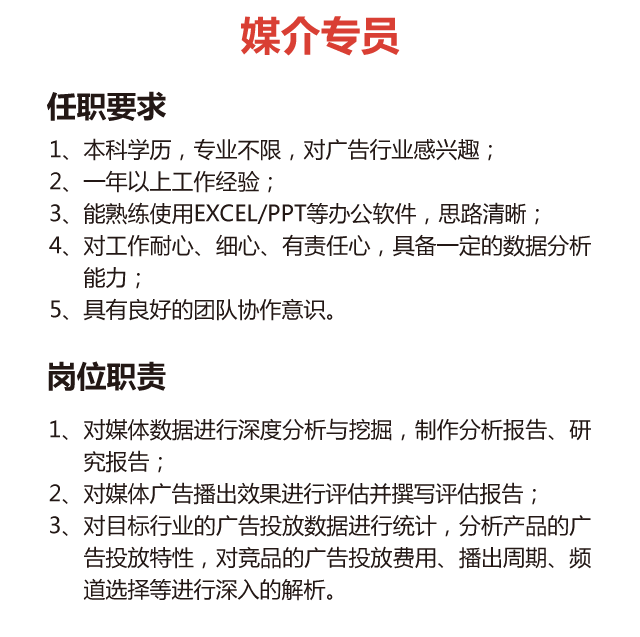 媒介专员
任职要求
1、本科学历，专业不限，对广告行业感兴趣；
2、一年以上工作经验；
3、能熟练使用EXCEL/PPT等办公软件，思路清晰；
4、对工作耐心、细心、有责任心，具备一定的数据分析
能力；
5、具有良好的团队协作意识。
岗位职责
1、对媒体数据进行深度分析与挖掘，制作分析报告、研
究报告；
2、对媒体广告播出效果进行评估并撰写评估报告；
3、对目标行业的广告投放数据进行统计，分析产品的广
告投放特性，对竞品的广告投放费用、播出周期、频
道选择等进行深入的解析。